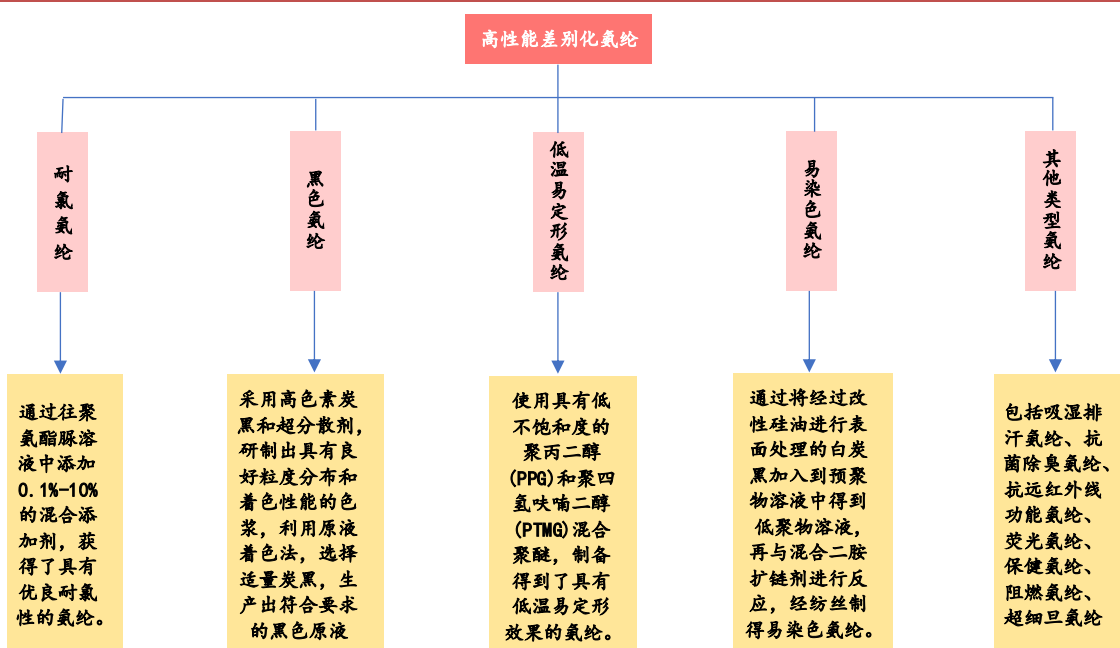 高性能差别化氨纶
耐氯氨纶
黑色氨纶
低温易定形氨纶
易染色氨纶
其他类型氨纶
通过往聚
氨酯脲溶
液中添加
0.1%-10%
的混合添
加剂，获
得了具有
优良耐氯
性的氨纶。
采用高色素炭
黑和超分散剂，
研制出具有良
好粒度分布和
着色性能的色
浆，利用原液
着色法，选择
适量炭黑，生
产出符合要求
的黑色原液
使用具有低
不饱和度的
聚丙二醇
(PPG)和聚四
氢呋喃二醇
(PTMG)混合
聚醚，制备
得到了具有
低温易定形
效果的氨纶。
通过将经过改
性硅油进行表
面处理的白炭
黑加入到预聚
物溶液中得到
低聚物溶液，
再与混合二胺
扩链剂进行反
应，经纺丝制
得易染色氨纶。
包括吸湿排
汗氨纶、抗
菌除臭氨纶、
抗远红外线
功能氨纶、
荧光氨纶、
保健氨纶、
阻燃氨纶、
超细旦氨纶